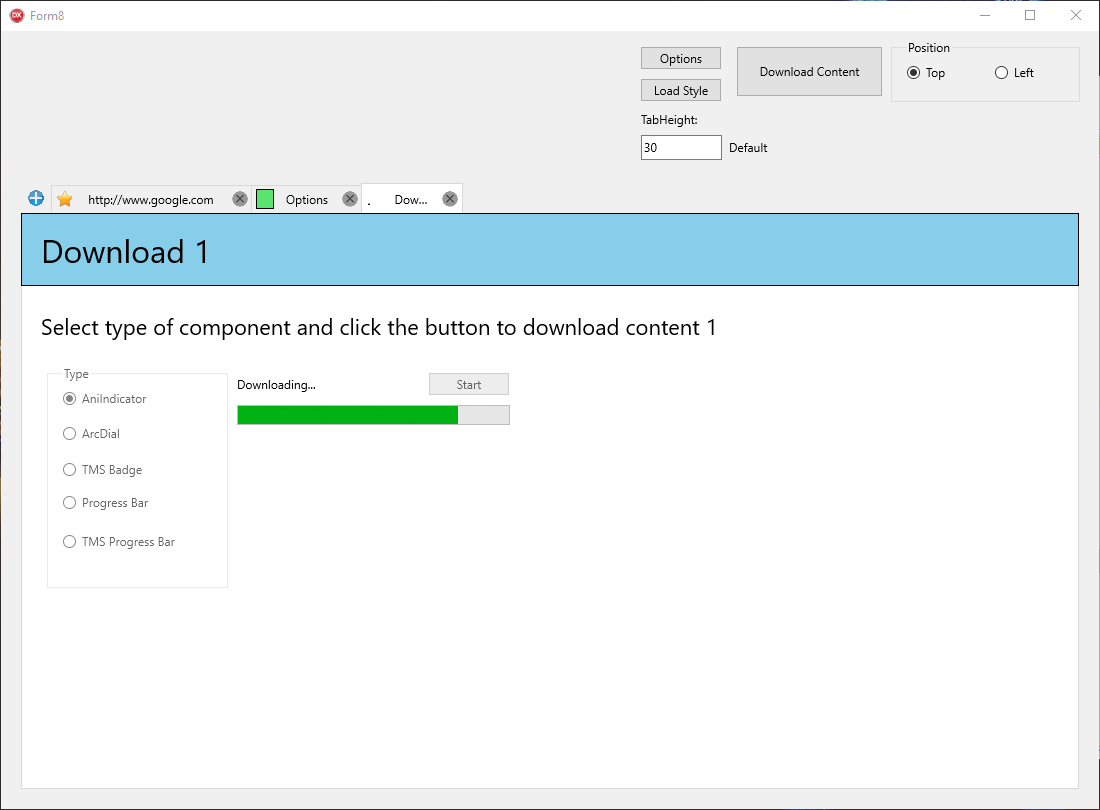 DX Form8
Options
Load Style
Download Content
Position
Top Left
TabHeight:
30 Default
http://www.google.com Options . Dow...
Download 1
Select type of component and click the button to download content 1
Type
AniIndicator
ArcDial
TMS Badge
Progress Bar
TMS Progress Bar
Downloading... Start